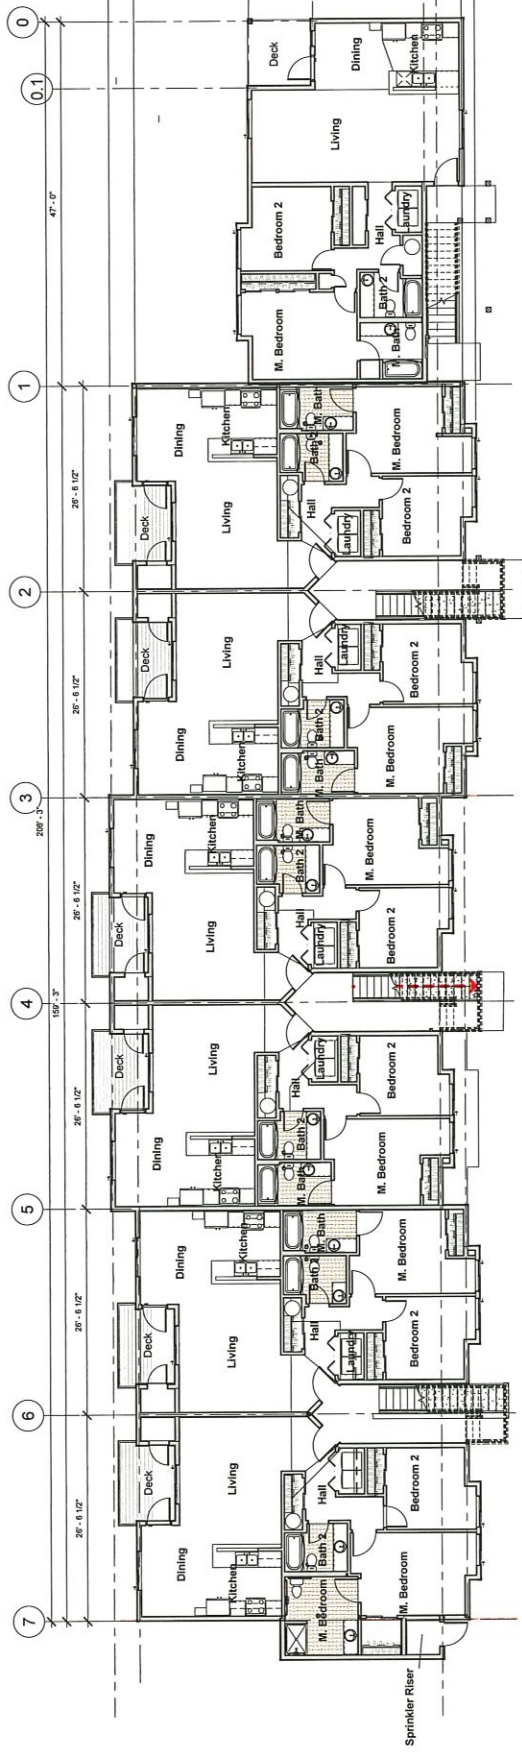 0
0.1
1
2
3
4
5
6
7
47' - 0"
26' - 6 1/2"
26' - 6 1/2"
206' - 3"
26' - 6 1/2"
159' - 3"
26' - 6 1/2"
26' - 6 1/2"
26' - 6 1/2"
Deck
Dining
Kitchen
Living
Bedroom 2
Hall
Laundry
M. Bedroom
Bath 2
M. Bath
Dining
Kitchen
M. Bath
M. Bedroom
Bath 2
Deck
Living
Hall
Laundry
Bedroom 2
Deck
Living
Hall
Laundry
Bedroom 2
Dining
Kitchen
Bath 2
M. Bath
M. Bedroom
Dining
Kitchen
M. Bath
M. Bedroom
Bath 2
Deck
Living
Hall
Laundry
Bedroom 2
Deck
Living
Hall
Laundry
Bedroom 2
Dining
Kitchen
Bath 2
M. Bath
M. Bedroom
Dining
Kitchen
M. Bath
M. Bedroom
Bath 2
Deck
Living
Hall
Laundry
Bedroom 2
Deck
Living
Hall
Bedroom 2
Dining
Kitchen
Bath 2
M. Bedroom
M. Bedroom
Sprinkler Riser